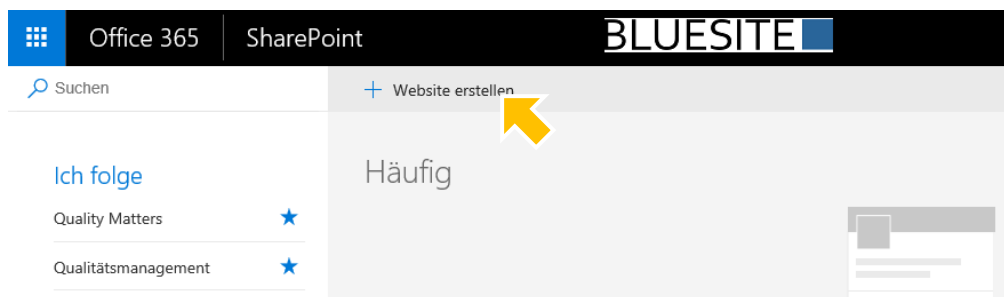 Office 365 SharePoint BLUESITE
Suchen
+ Website erstellen
Ich folge
Häufig
Quality Matters
Qualitätsmanagement